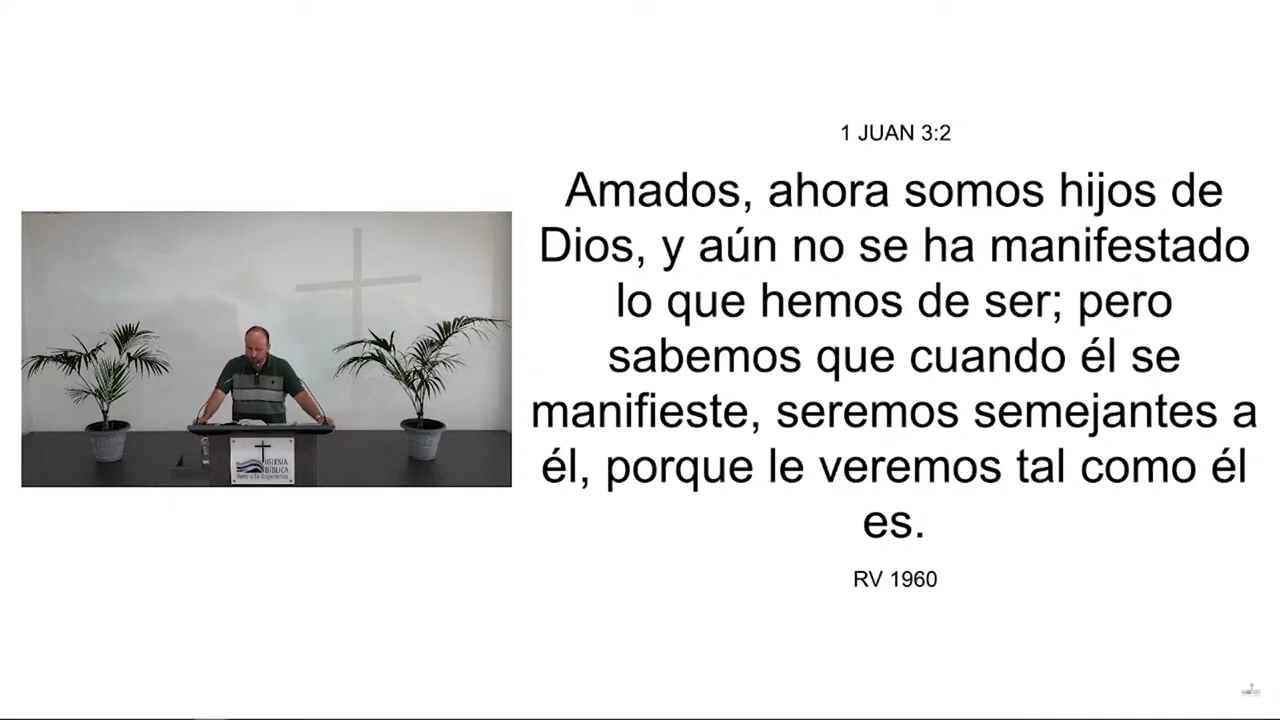 1 JUAN 3:2
Amados, ahora somos hijos de
Dios, y aún no se ha manifestado
lo que hemos de ser; pero
sabemos que cuando él se
manifieste, seremos semejantes a
él, porque le veremos tal como él
es.
RV 1960
IGLESIA
BÍBLICA